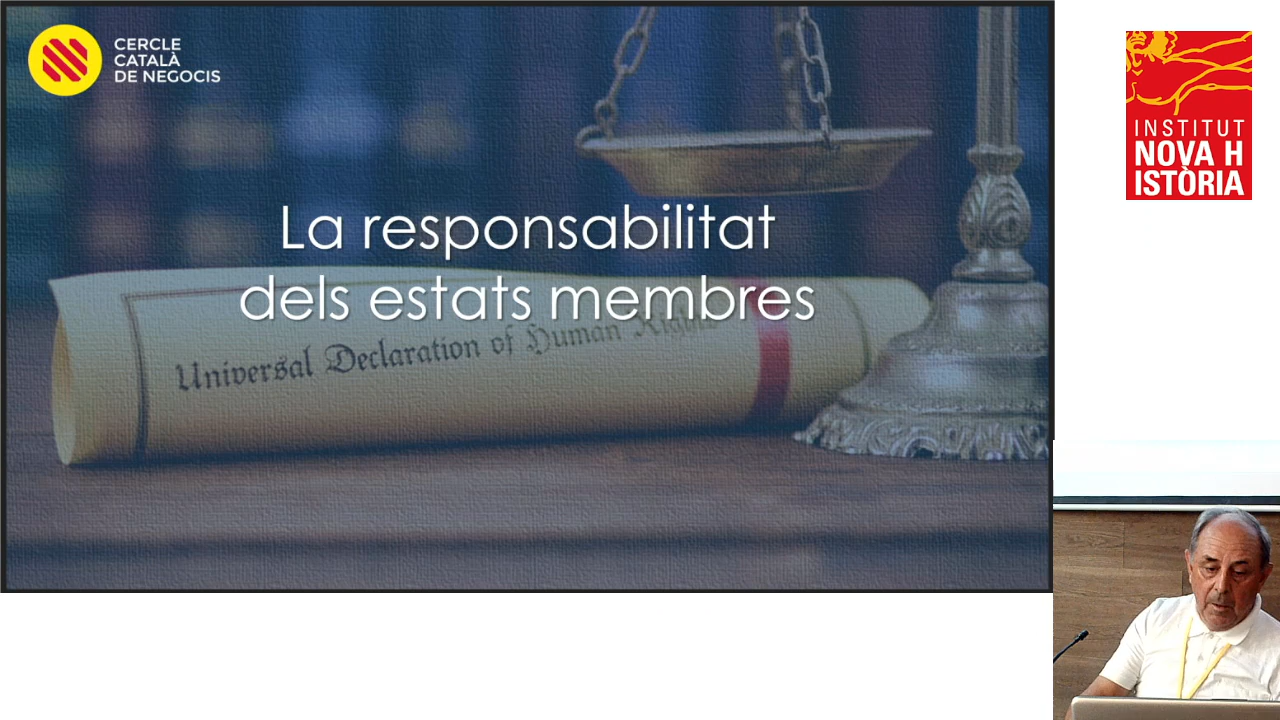 CERCLE
CATALÀ
DE NEGOCIS
La responsabilitat
dels estats membres
Universal Declaration of Human Rights
INSTITUT
NOVA H
ISTÒRIA